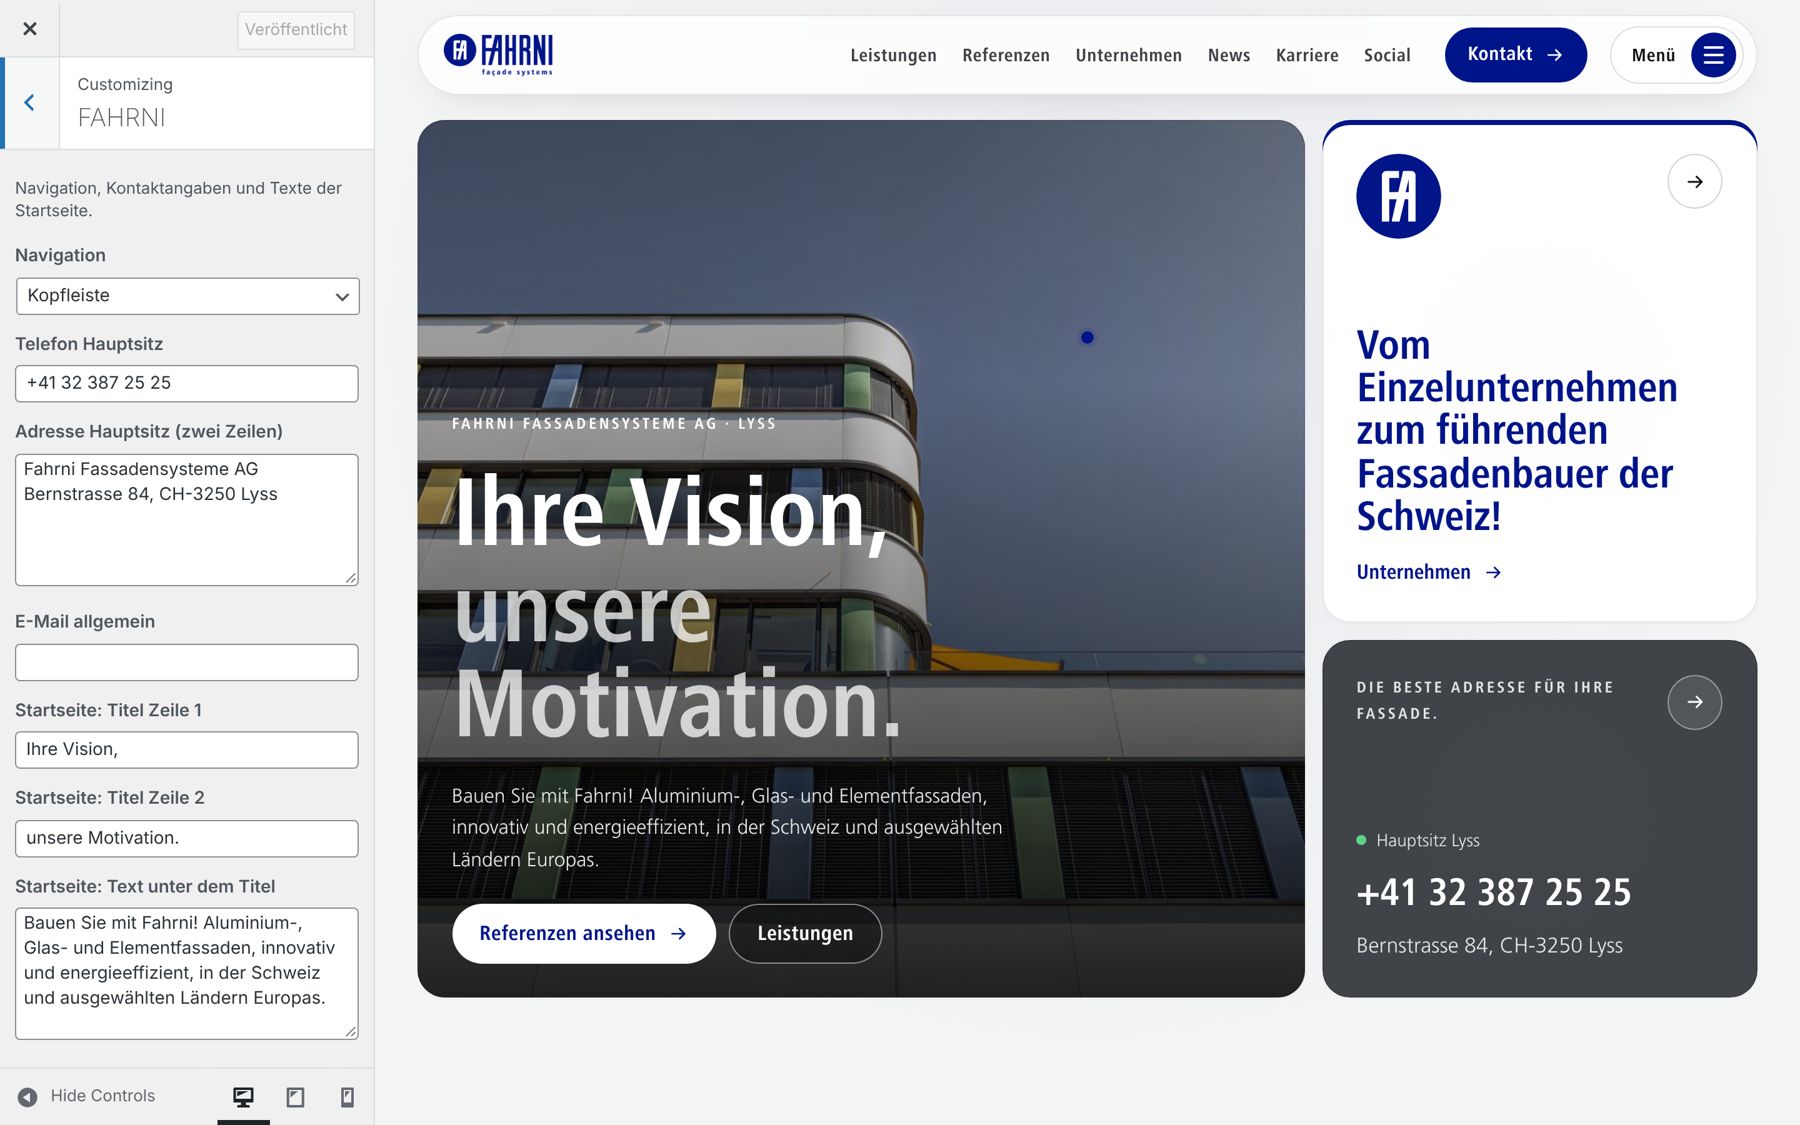 Veröffentlicht
Customizing
FAHRNI
Navigation, Kontaktangaben und Texte der
Startseite.
Navigation
Kopfleiste
Telefon Hauptsitz
+41 32 387 25 25
Adresse Hauptsitz (zwei Zeilen)
Fahrni Fassadensysteme AG
Bernstrasse 84, CH-3250 Lyss
E-Mail allgemein
Startseite: Titel Zeile 1
Ihre Vision,
Startseite: Titel Zeile 2
unsere Motivation.
Startseite: Text unter dem Titel
Bauen Sie mit Fahrni! Aluminium-,
Glas- und Elementfassaden, innovativ
und energieeffizient, in der Schweiz
und ausgewählten Ländern Europas.
Hide Controls
FA FAHRNI
façade systems
Leistungen
Referenzen
Unternehmen
News
Karriere
Social
Kontakt
Menü
FAHRNI FASSADENSYSTEME AG · LYSS
Ihre Vision,
unsere
Motivation.
Bauen Sie mit Fahrni! Aluminium-, Glas- und Elementfassaden,
innovativ und energieeffizient, in der Schweiz und ausgewählten
Ländern Europas.
Referenzen ansehen
Leistungen
FA
Vom
Einzelunternehmen
zum führenden
Fassadenbauer der
Schweiz!
Unternehmen
DIE BESTE ADRESSE FÜR IHRE
FASSADE.
Hauptsitz Lyss
+41 32 387 25 25
Bernstrasse 84, CH-3250 Lyss